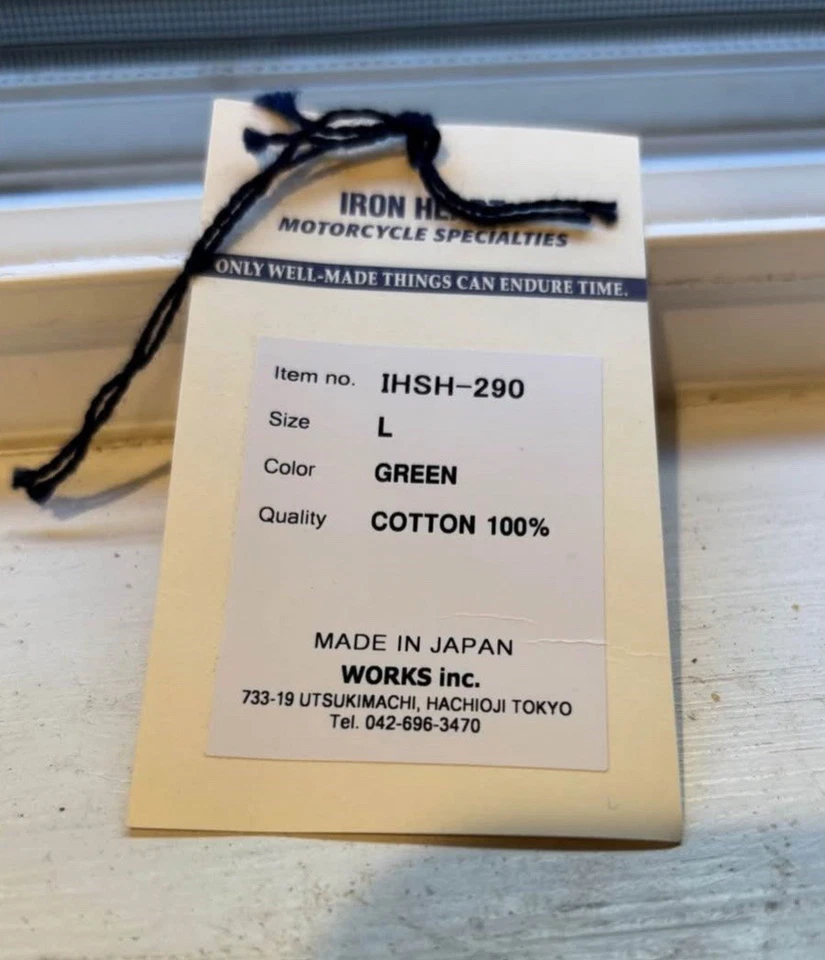 IRON HEART
MOTORCYCLE SPECIALTIES
ONLY WELL-MADE THINGS CAN ENDURE TIME.
Item no. IHSH-290
Size L
Color GREEN
Quality COTTON 100%
MADE IN JAPAN
WORKS inc.
733-19 UTSUKIMACHI, HACHIOJI TOKYO
Tel. 042-696-3470